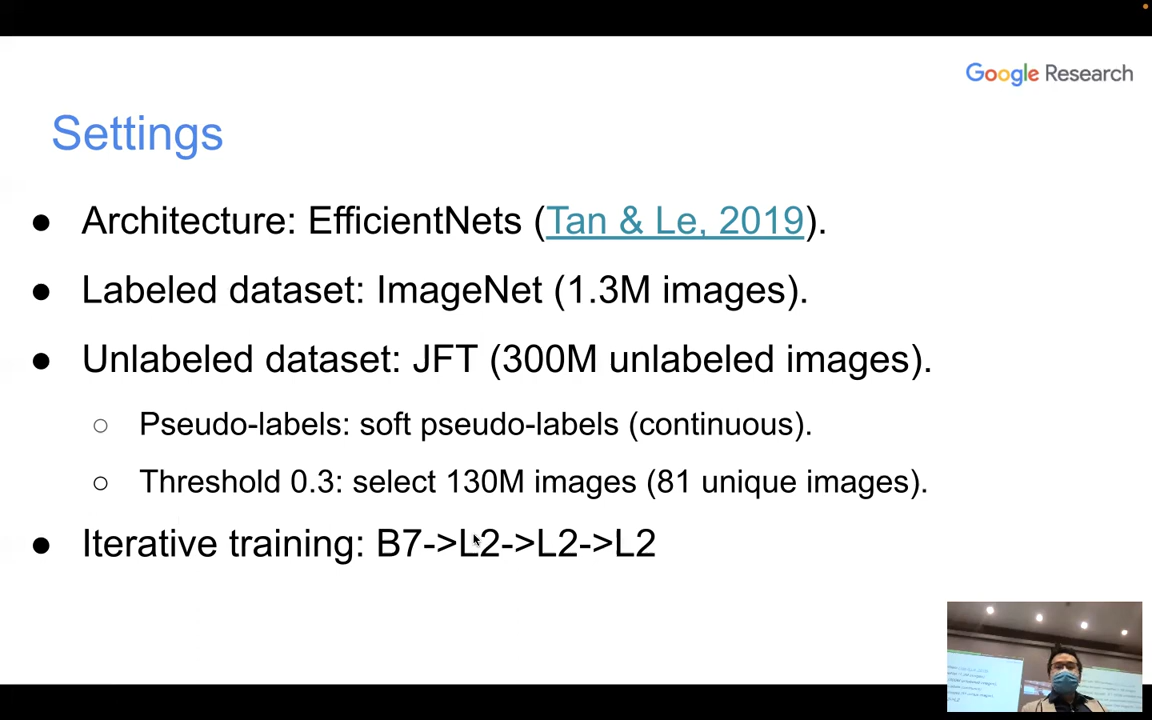 Google Research
Settings
● Architecture: EfficientNets (Tan & Le, 2019).
● Labeled dataset: ImageNet (1.3M images).
● Unlabeled dataset: JFT (300M unlabeled images).
○ Pseudo-labels: soft pseudo-labels (continuous).
○ Threshold 0.3: select 130M images (81 unique images).
● Iterative training: B7->L2->L2->L2